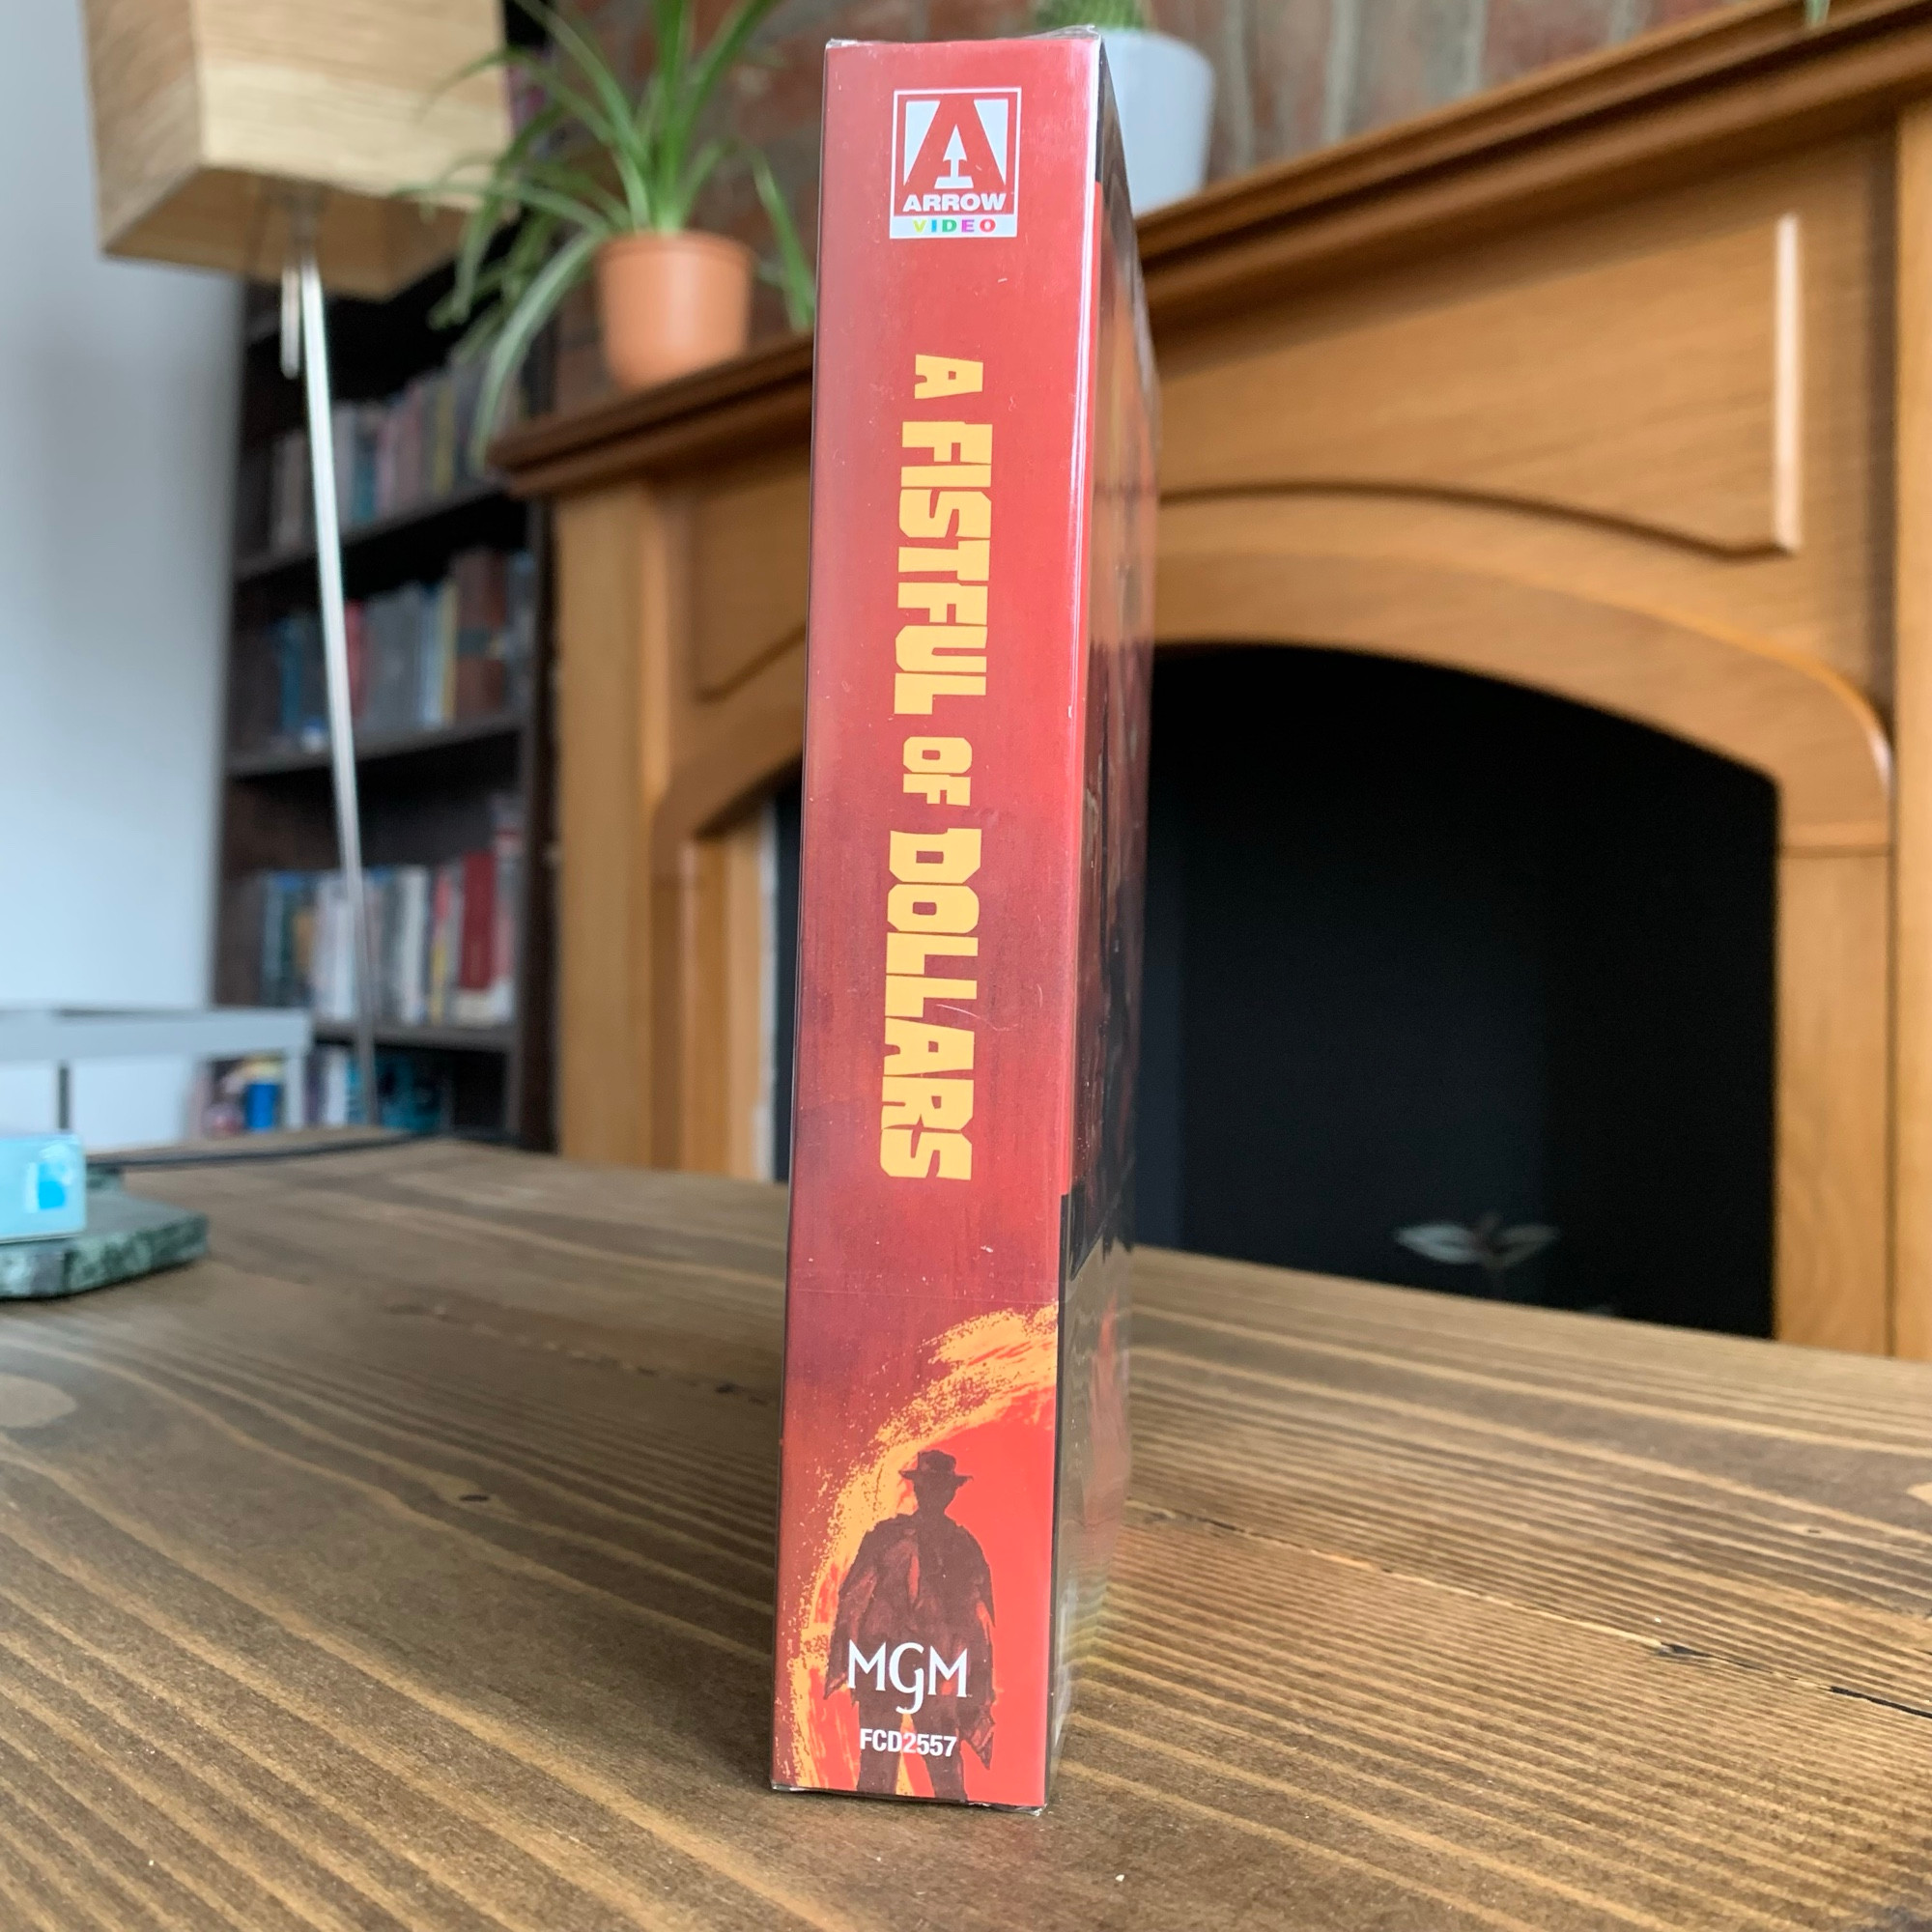 ARROW
VIDEO
A FISTFUL OF DOLLARS
MGM
FCD2557